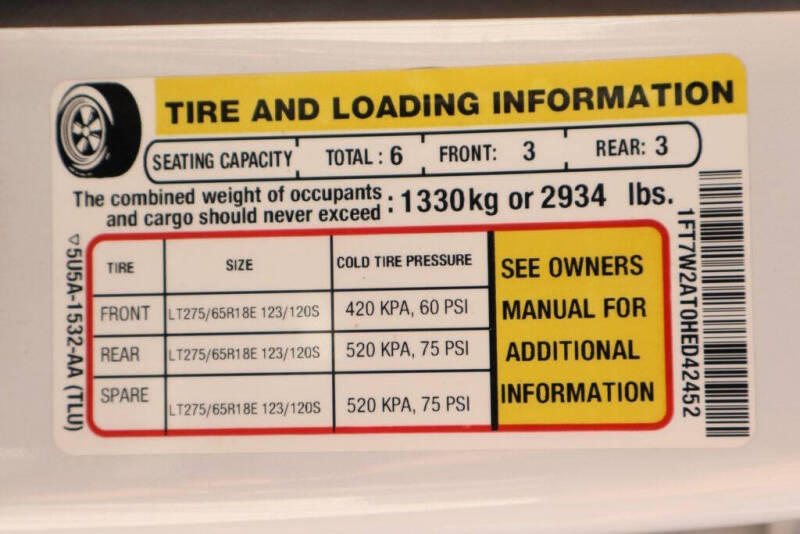 TIRE AND LOADING INFORMATION
SEATING CAPACITY TOTAL : 6 FRONT: 3 REAR: 3
The combined weight of occupants
and cargo should never exceed : 1330kg or 2934 lbs.
TIRE SIZE COLD TIRE PRESSURE
FRONT LT275/65R18E 123/120S 420 KPA, 60 PSI
REAR LT275/65R18E 123/120S 520 KPA, 75 PSI
SPARE LT275/65R18E 123/120S 520 KPA, 75 PSI
SEE OWNERS
MANUAL FOR
ADDITIONAL
INFORMATION
5U5A-1532-AA (TLU)
1FT7W2AT0HED42452